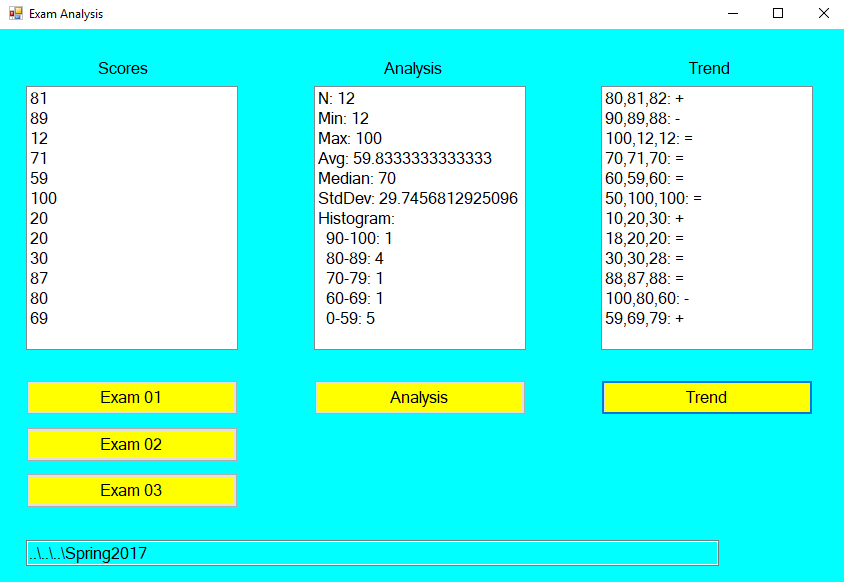 Exam Analysis
Scores
Analysis
Trend
81
89
12
71
59
100
20
20
30
87
80
69
N: 12
Min: 12
Max: 100
Avg: 59.8333333333333
Median: 70
StdDev: 29.7456812925096
Histogram:
90-100: 1
80-89: 4
70-79: 1
60-69: 1
0-59: 5
80,81,82: +
90,89,88: -
100,12,12: =
70,71,70: =
60,59,60: =
50,100,100: =
10,20,30: +
18,20,20: =
30,30,28: =
88,87,88: =
100,80,60: -
59,69,79: +
Exam 01
Analysis
Trend
Exam 02
Exam 03
..\..\..\Spring2017